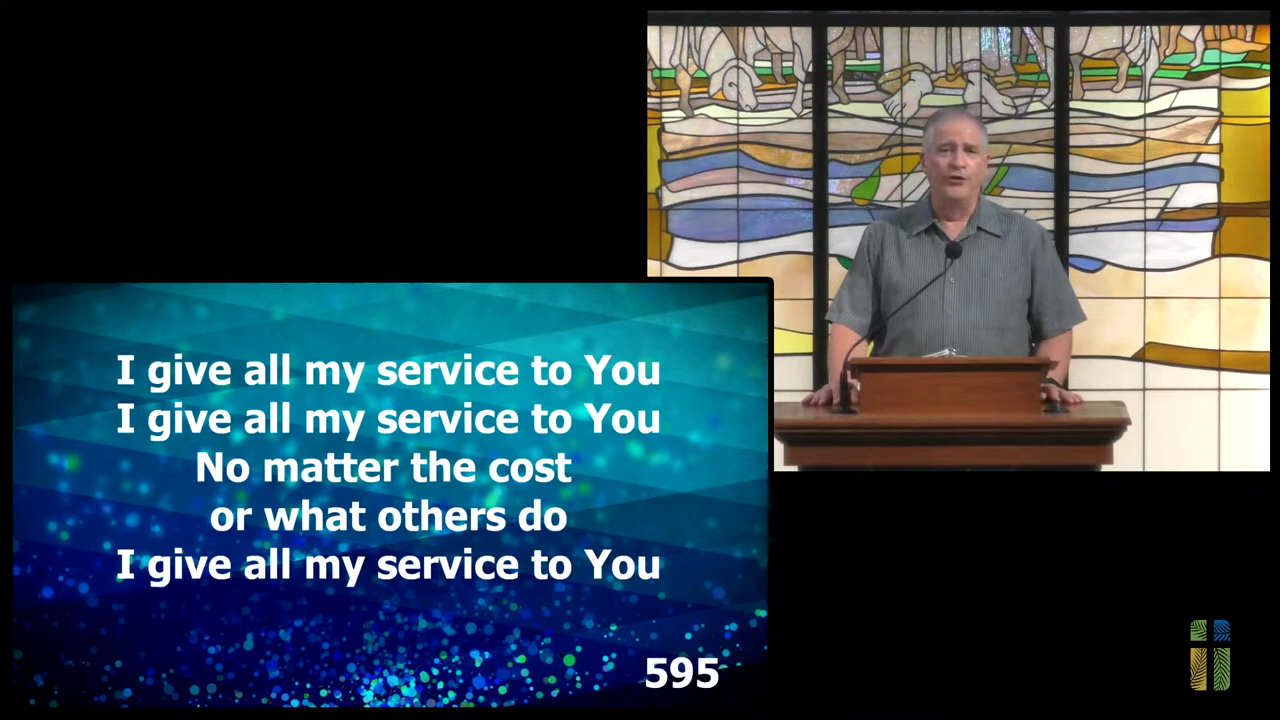 I give all my service to You
I give all my service to You
No matter the cost
or what others do
I give all my service to You
595